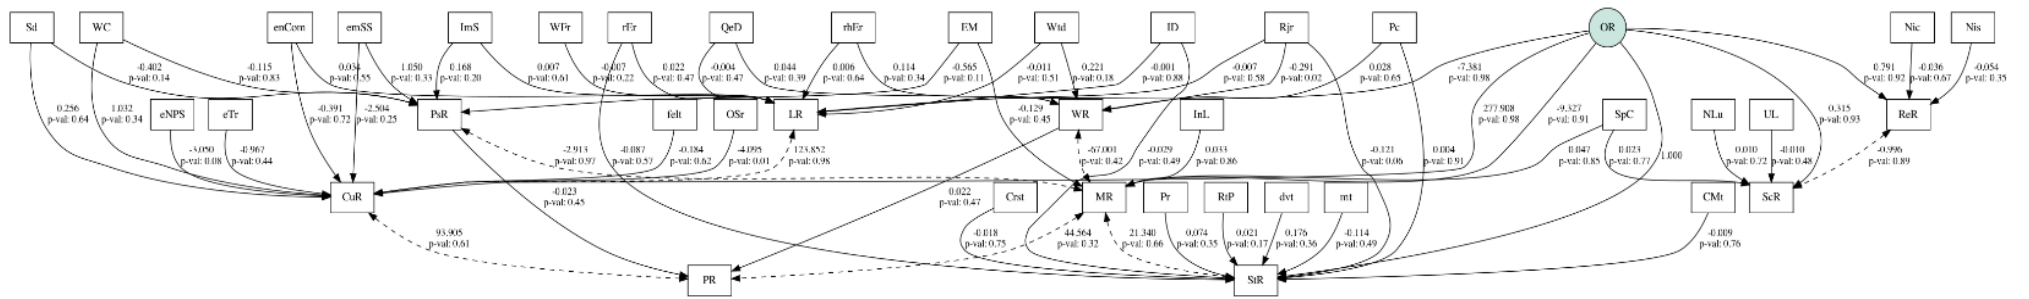 Sd WC enCom emSS ImS WFr rEr QeD rhEr EM Wtd ID Rjr Pc OR Nic Nis
-0.402
p-val: 0.14
-0.115
p-val: 0.83
0.034
p-val: 0.55
1.050
p-val: 0.33
0.168
p-val: 0.20
0.007
p-val: 0.61
-0.007
p-val: 0.22
0.022
p-val: 0.47
-0.004
p-val: 0.47
0.044
p-val: 0.39
0.006
p-val: 0.64
0.114
p-val: 0.34
-0.565
p-val: 0.11
-0.011
p-val: 0.51
0.221
p-val: 0.18
-0.001
p-val: 0.88
-0.007
p-val: 0.58
-0.291
p-val: 0.02
0.028
p-val: 0.65
-7.381
p-val: 0.98
0.791
p-val: 0.92
-0.036
p-val: 0.67
-0.054
p-val: 0.35
eNPS eTr PsR felt OSr LR WR InL SpC NLu UL ReR
0.256
p-val: 0.64
1.032
p-val: 0.34
-0.391
p-val: 0.72
-2.504
p-val: 0.25
-0.129
p-val: 0.45
277.908
p-val: 0.98
-9.327
p-val: 0.91
0.315
p-val: 0.93
-3.050
p-val: 0.08
-0.967
p-val: 0.44
-2.913
p-val: 0.97
-0.087
p-val: 0.57
-0.184
p-val: 0.62
-4.095
p-val: 0.01
123.852
p-val: 0.98
-67.001
p-val: 0.42
-0.029
p-val: 0.49
0.033
p-val: 0.86
-0.121
p-val: 0.06
0.004
p-val: 0.91
0.047
p-val: 0.85
0.023
p-val: 0.77
1.000
0.010
p-val: 0.72
-0.010
p-val: 0.48
-0.996
p-val: 0.89
CuR Crst MR Pr RtP dvt mt CMt ScR
-0.023
p-val: 0.45
0.022
p-val: 0.47
93.905
p-val: 0.61
-0.018
p-val: 0.75
44.564
p-val: 0.32
21.340
p-val: 0.66
0.074
p-val: 0.35
0.021
p-val: 0.17
0.176
p-val: 0.36
-0.114
p-val: 0.49
-0.009
p-val: 0.76
PR StR